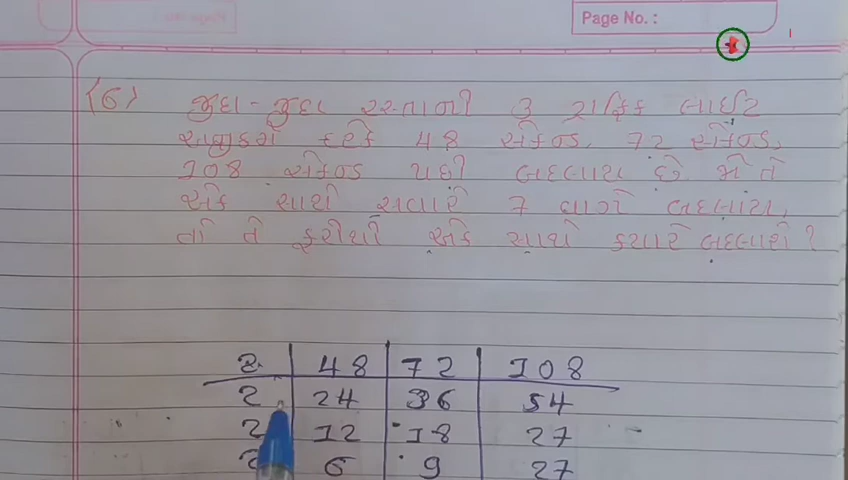 Page No. :
(6) જુદા - જુદા રસ્તાની 3 ટ્રાફિક લાઈટ
અનુક્રમે દરેક 48 સેકન્ડ, 72 સેકન્ડ,
108 સેકન્ડ પછી બદલાય છે જો તે
એક સાથે સવારે 7 વાગે બદલાય,
તો તે ફરીથી એક સાથે ક્યારે બદલાશે?
2 48 72 108
2 24 36 54
2 12 18 27
2 6 9 27